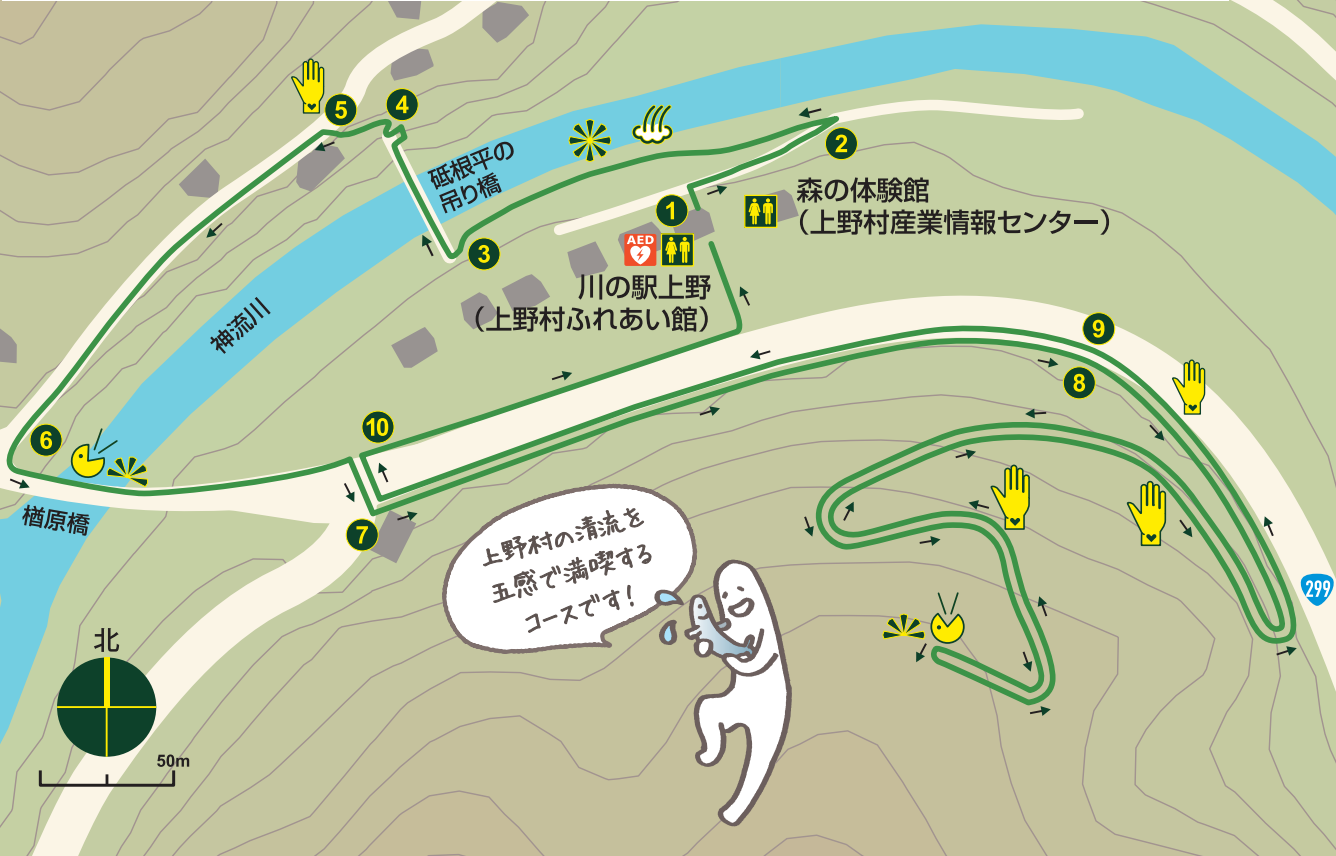 5
4
砥根平の
吊り橋
2
1
森の体験館
(上野村産業情報センター)
AED
3
川の駅上野
(上野村ふれあい館)
神流川
9
8
6
10
楢原橋
7
上野村の清流を
五感で満喫する
コースです!
299
北
50m